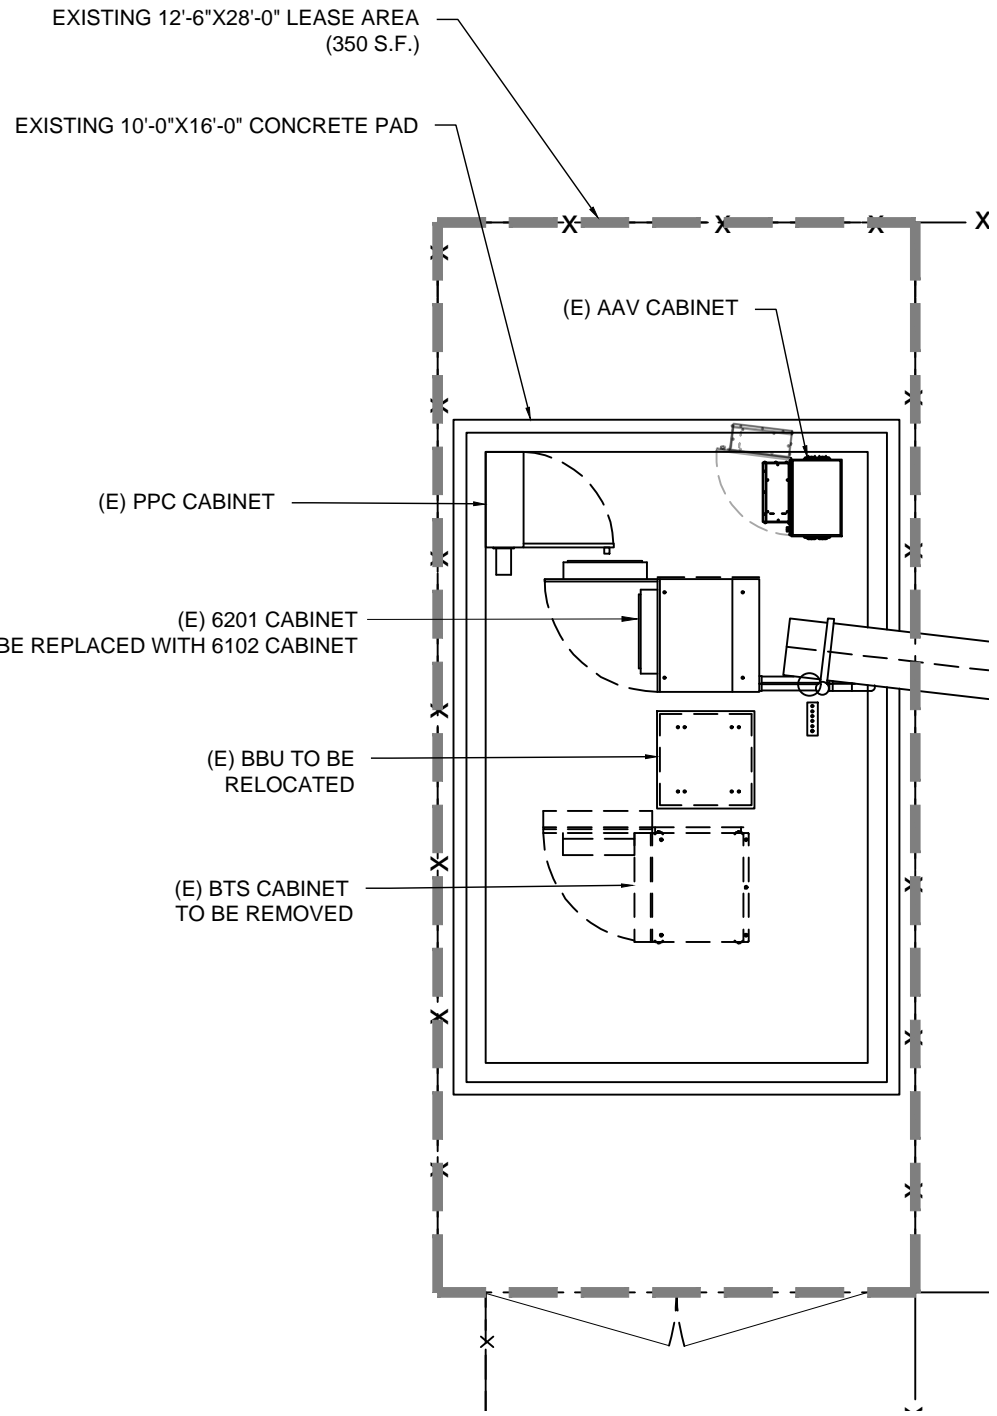 EXISTING 12'-6"X28'-0" LEASE AREA
(350 S.F.)
EXISTING 10'-0"X16'-0" CONCRETE PAD
(E) AAV CABINET
(E) PPC CABINET
(E) 6201 CABINET
BE REPLACED WITH 6102 CABINET
(E) BBU TO BE
RELOCATED
(E) BTS CABINET
TO BE REMOVED